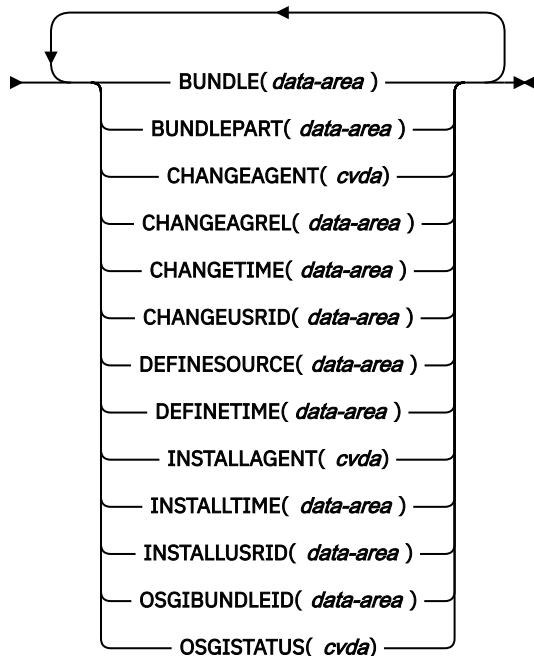 BUNDLE( data-area )
BUNDLEPART( data-area )
CHANGEAGENT( cvda)
CHANGEAGREL( data-area )
CHANGETIME( data-area )
CHANGEUSRID( data-area )
DEFINESOURCE( data-area )
DEFINETIME( data-area )
INSTALLAGENT( cvda)
INSTALLTIME( data-area )
INSTALLUSRID( data-area )
OSGIBUNDLEID( data-area )
OSGISTATUS( cvda)